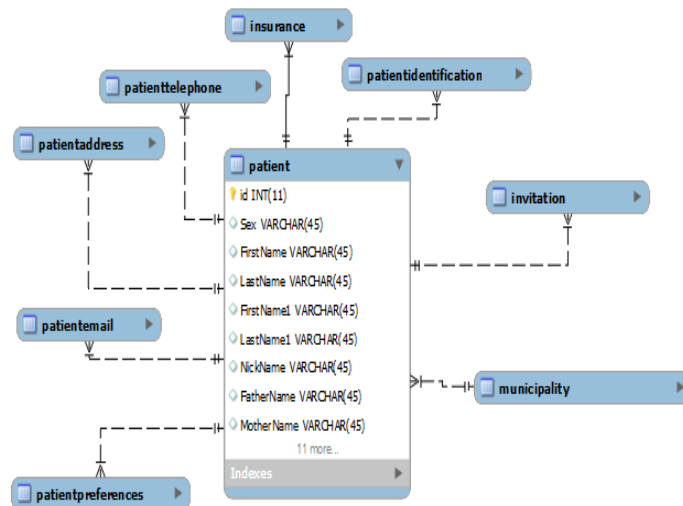 insurance
patientidentification
patienttelephone
patientaddress
patient
id INT(11)
Sex VARCHAR(45)
FirstName VARCHAR(45)
LastName VARCHAR(45)
FirstName1 VARCHAR(45)
LastName1 VARCHAR(45)
NickName VARCHAR(45)
FatherName VARCHAR(45)
MotherName VARCHAR(45)
11 more...
Indexes
invitation
patientemail
municipality
patientpreferences